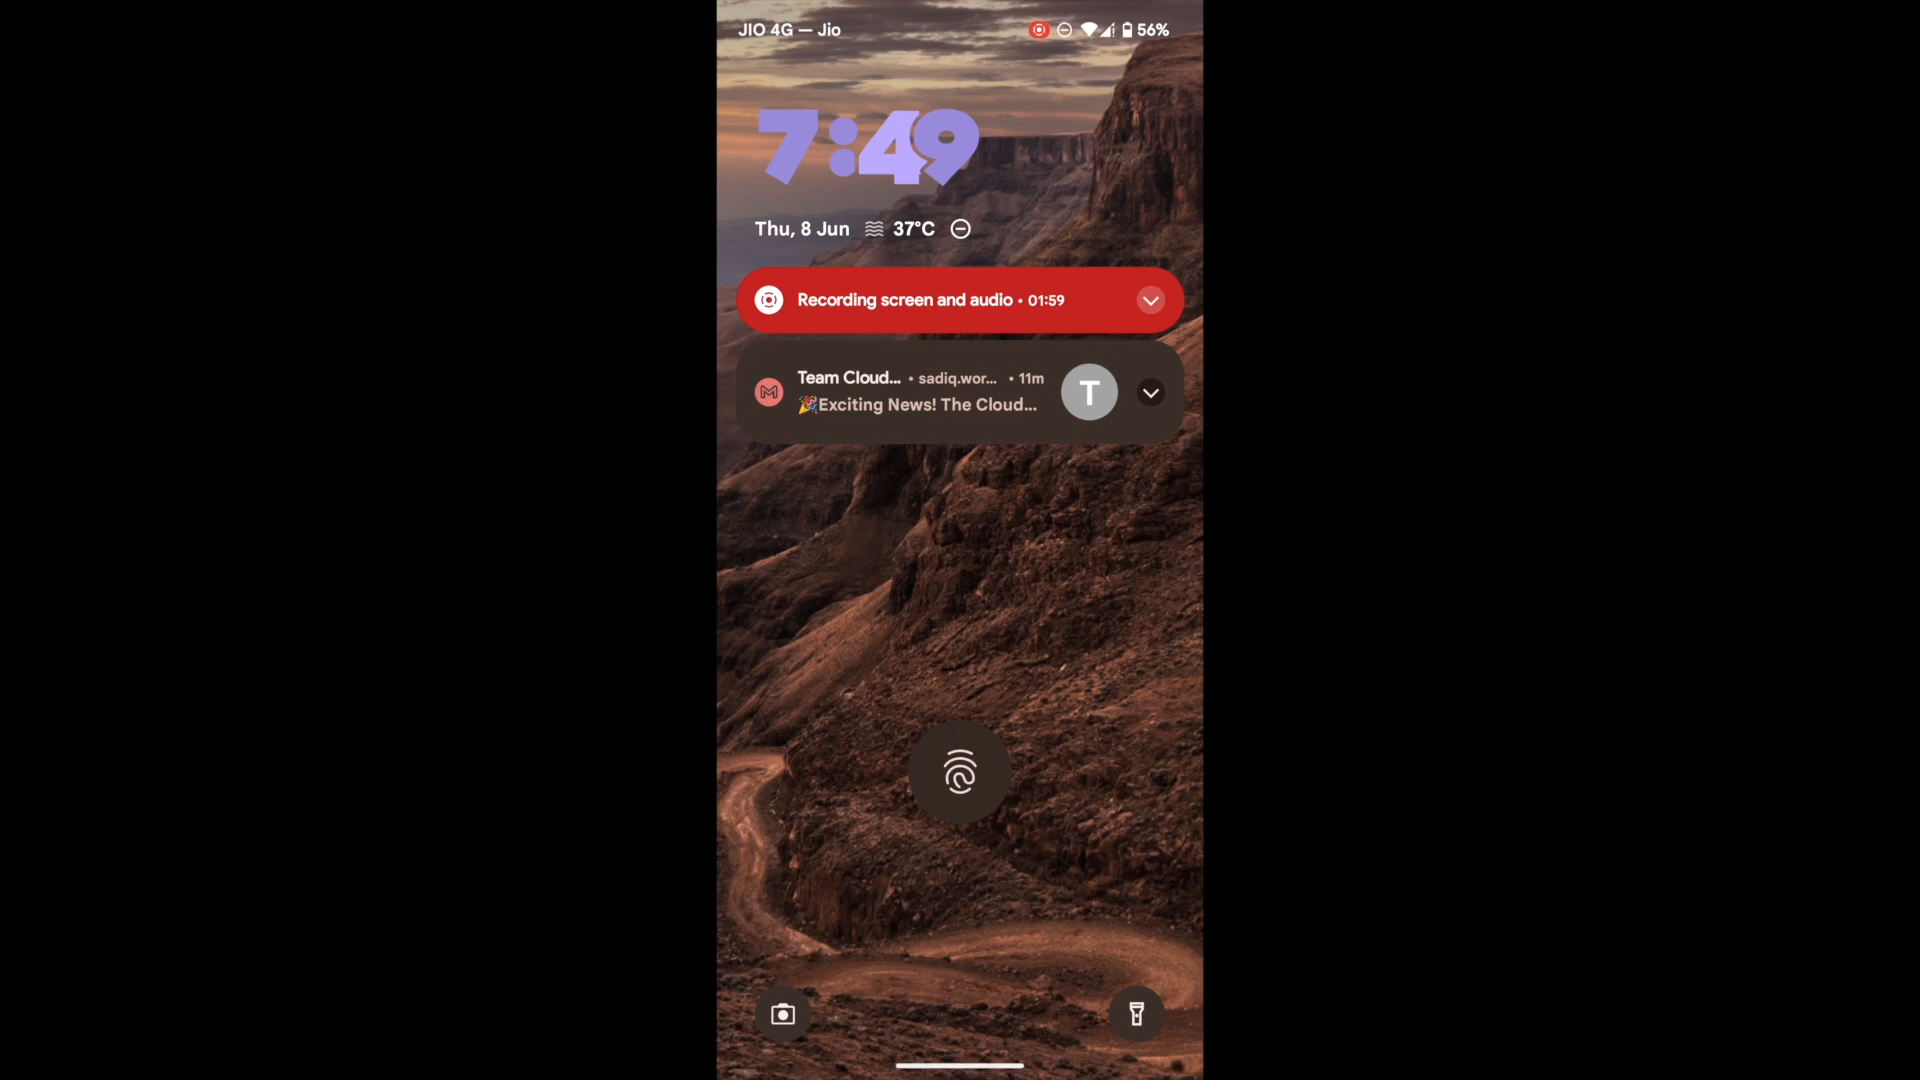 JIO 4G — Jio 56%
7:49
Thu, 8 Jun 37°C
Recording screen and audio • 01:59
Team Cloud... • sadiq.wor... • 11m
🎉Exciting News! The Cloud...
T